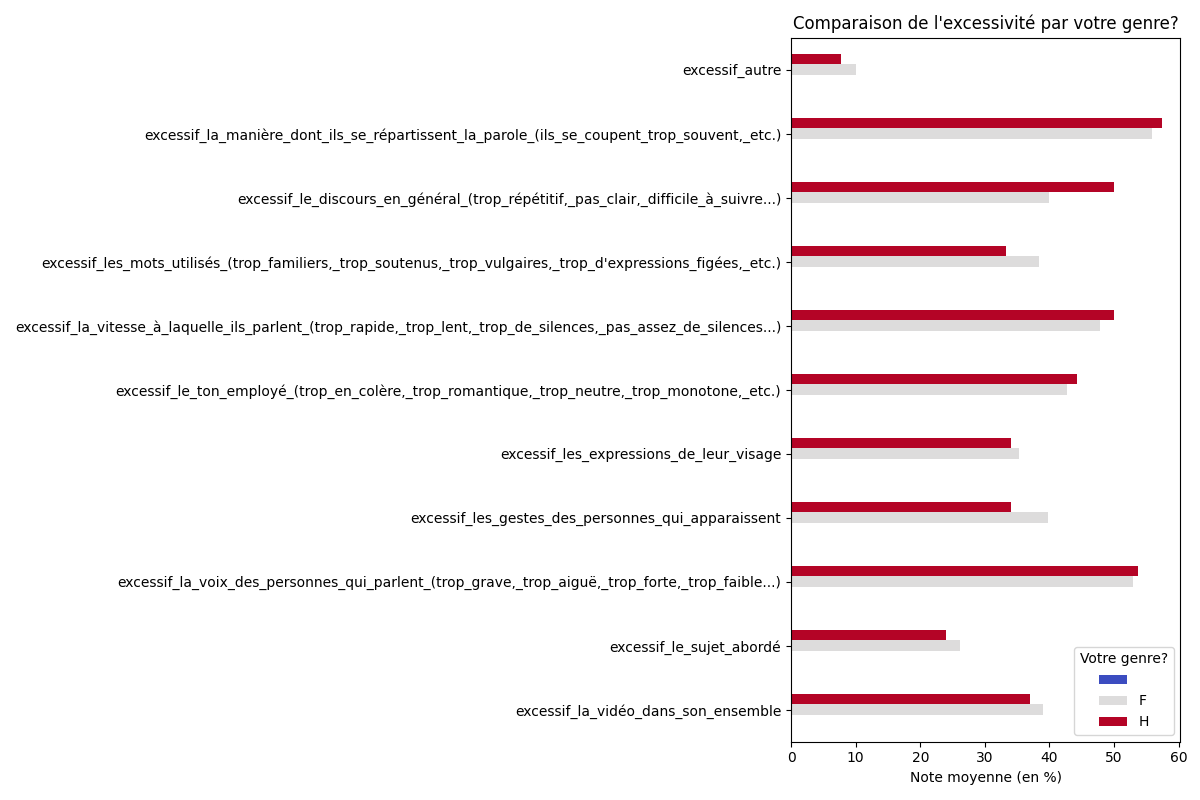 Comparaison de l'excessivité par votre genre?
excessif_autre
excessif_la_manière_dont_ils_se_répartissent_la_parole_(ils_se_coupent_trop_souvent,_etc.)
excessif_le_discours_en_général_(trop_répétitif,_pas_clair,_difficile_à_suivre...)
excessif_les_mots_utilisés_(trop_familiers,_trop_soutenus,_trop_vulgaires,_trop_d'expressions_figées,_etc.)
excessif_la_vitesse_à_laquelle_ils_parlent_(trop_rapide,_trop_lent,_trop_de_silences,_pas_assez_de_silences...)
excessif_le_ton_employé_(trop_en_colère,_trop_romantique,_trop_neutre,_trop_monotone,_etc.)
excessif_les_expressions_de_leur_visage
excessif_les_gestes_des_personnes_qui_apparaissent
excessif_la_voix_des_personnes_qui_parlent_(trop_grave,_trop_aiguë,_trop_forte,_trop_faible...)
excessif_le_sujet_abordé
excessif_la_vidéo_dans_son_ensemble
Votre genre?
F
H
0 10 20 30 40 50 60
Note moyenne (en %)